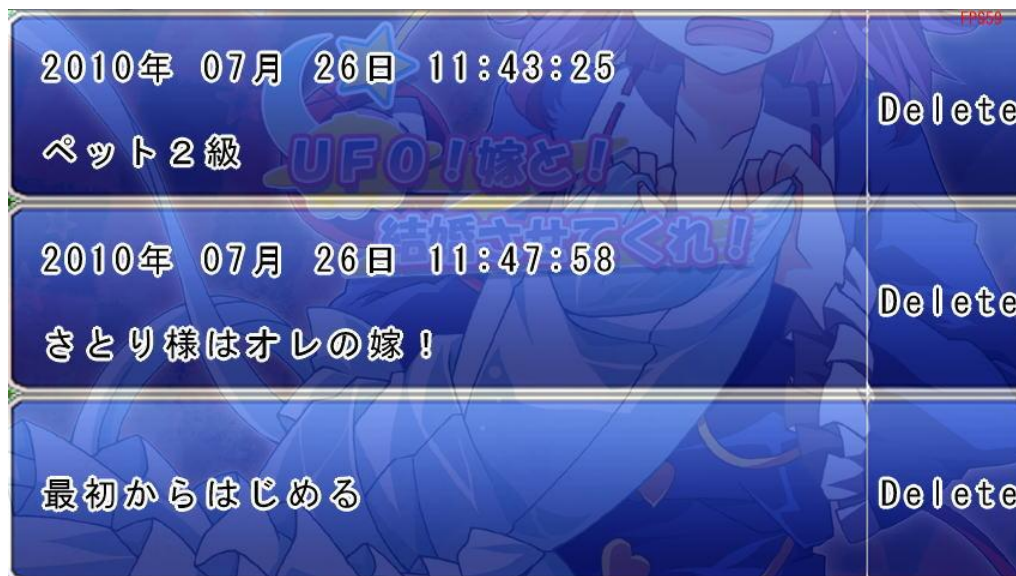 FP959
2010年 07月 26日 11:43:25
Delete
ペット２級
UFO!嫁と!
結婚させてくれ!
2010年 07月 26日 11:47:58
Delete
さとり様はオレの嫁！
最初からはじめる
Delete